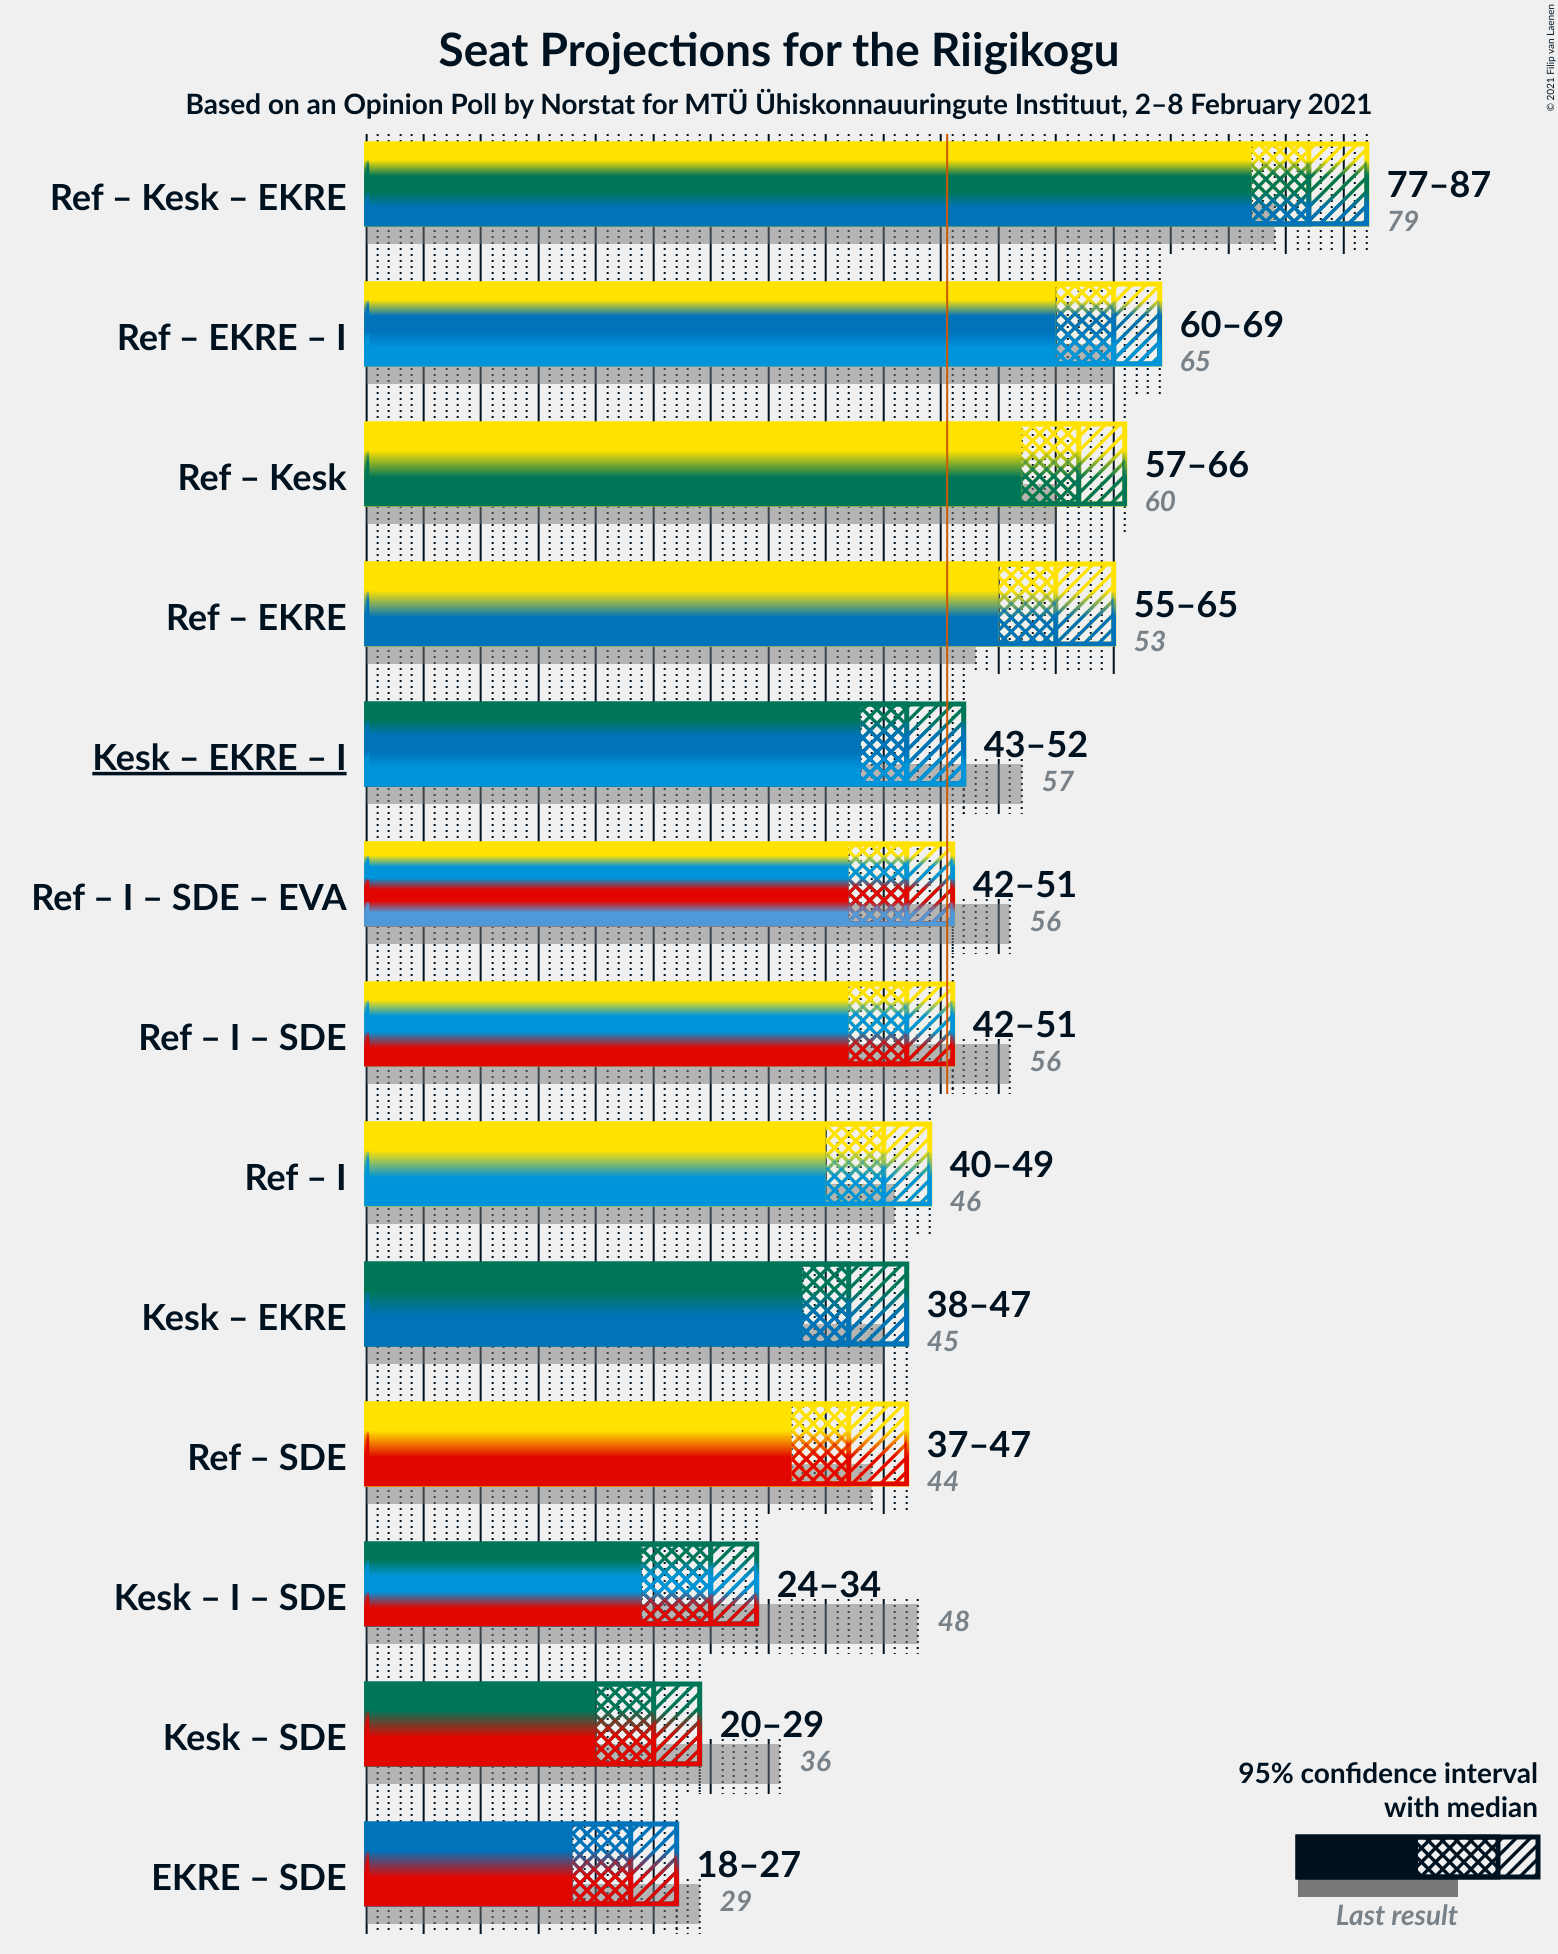 Seat Projections for the Riigikogu
Based on an Opinion Poll by Norstat for MTÜ Ühiskonnauuringute Instituut, 2–8 February 2021
© 2021 Filip van Laenen
Ref – Kesk – EKRE
77–87
79
Ref – EKRE – I
60–69
65
Ref – Kesk
57–66
60
Ref – EKRE
55–65
53
Kesk – EKRE – I
43–52
57
Ref – I – SDE – EVA
42–51
56
Ref – I – SDE
42–51
56
Ref – I
40–49
46
Kesk – EKRE
38–47
45
Ref – SDE
37–47
44
Kesk – I – SDE
24–34
48
Kesk – SDE
20–29
36
EKRE – SDE
18–27
29
95% confidence interval
with median
Last result